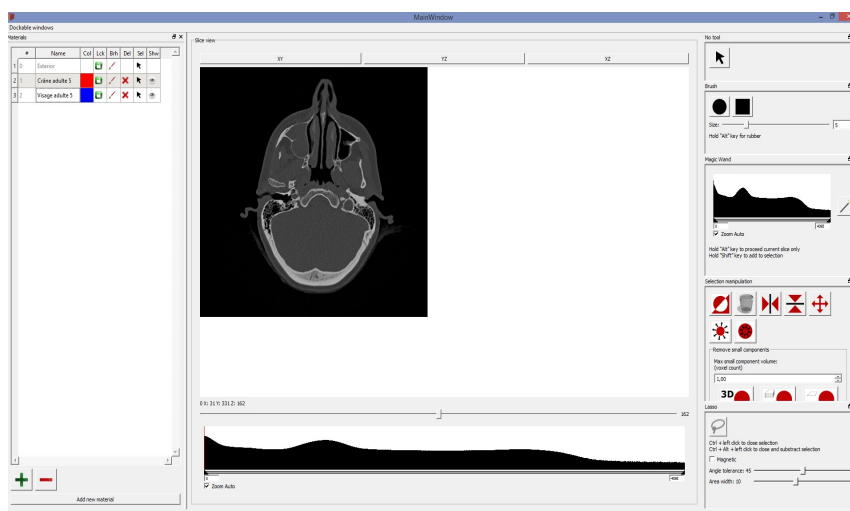 MainWindow
Dockable windows
Materials
# Name Col Lck Brh Del Sel Shw
1 0 Exterior
2 1 Crâne adulte 5
3 2 Visage adulte 5
Add new material
Slice view
XY YZ XZ
0 X: 31 Y: 331 Z: 162
162
0 4095
Zoom Auto
No tool
Brush
Size: 5
Hold "Alt" key for rubber
Magic Wand
0 4095
Zoom Auto
Hold "Alt" key to proceed current slice only
Hold "Shift" key to add to selection
Selection manipulation
Remove small components
Max small component volume:
(voxel count)
1,00
3D
Lasso
Ctrl + left click to close selection
Ctrl + Alt + left click to close and substract selection
Magnetic
Angle tolerance: 45
Area width: 10